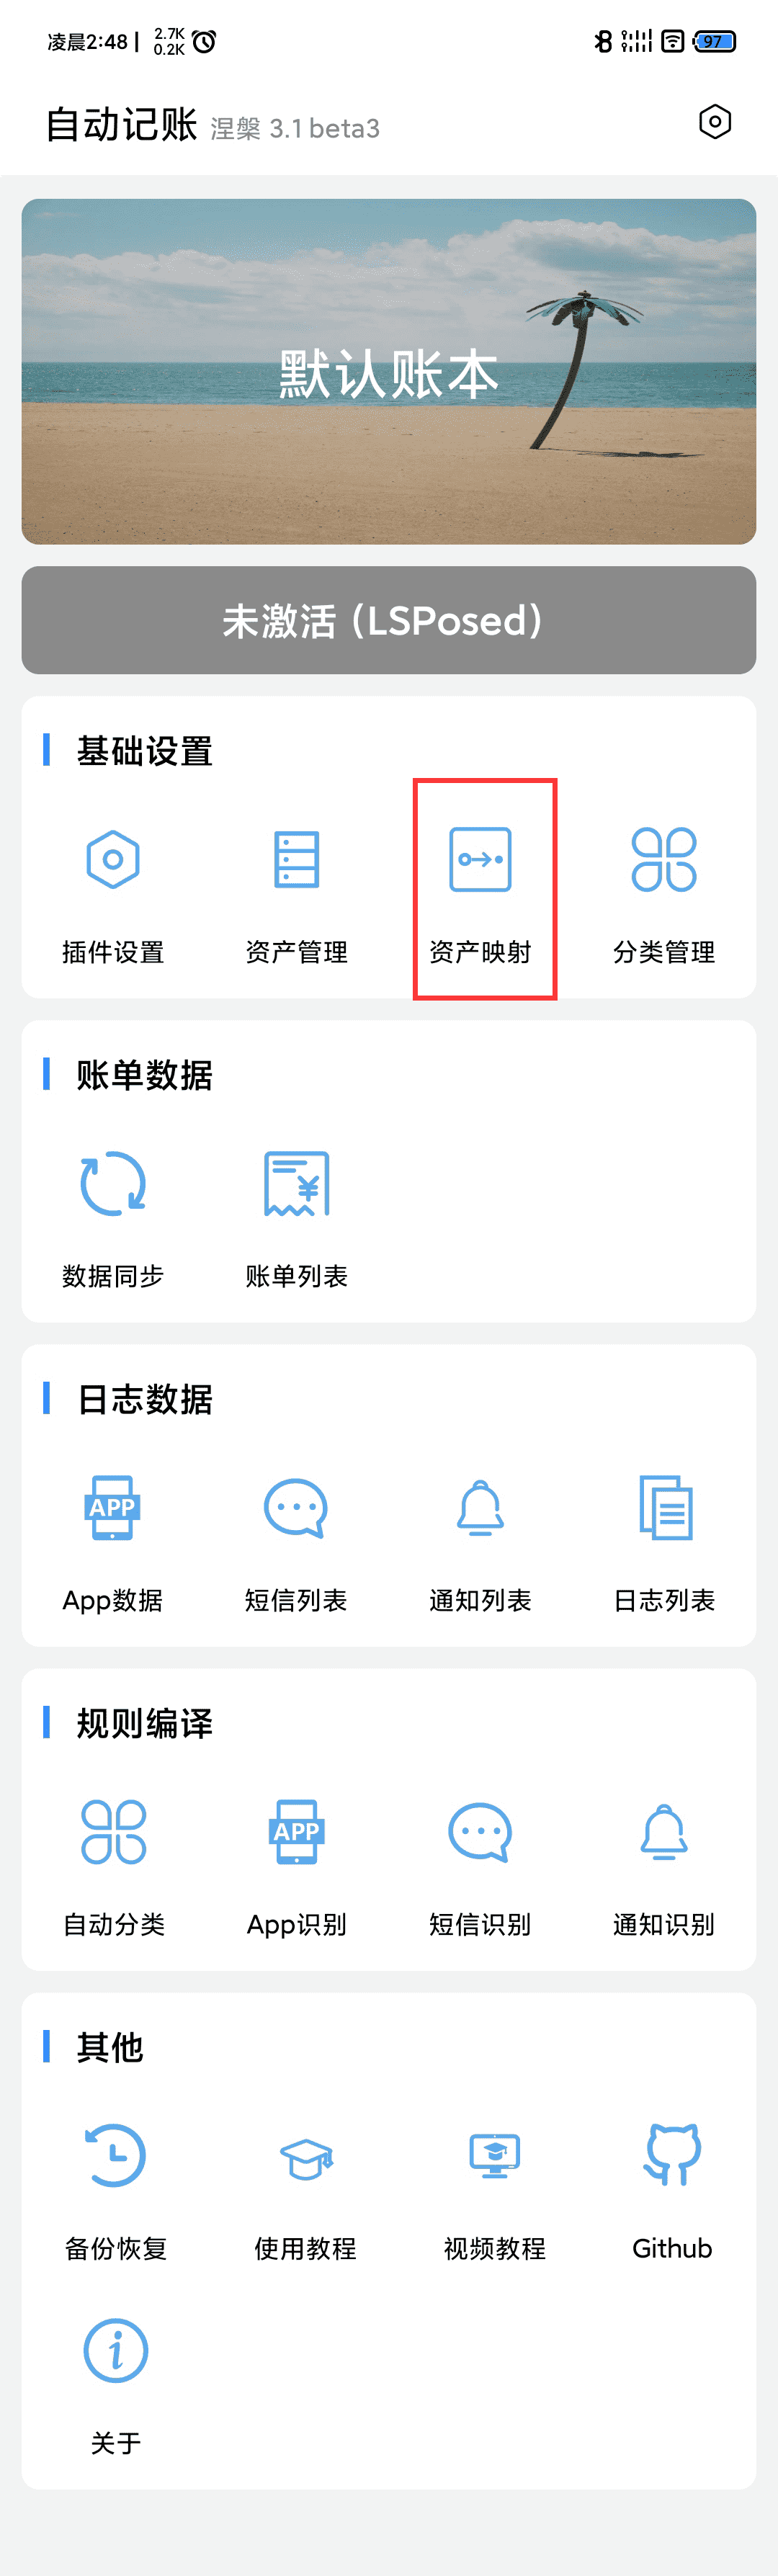 凌晨2:48 | 2.7K
0.2K
97
自动记账 涅槃 3.1 beta3
默认账本
未激活 (LSPosed)
基础设置
插件设置 资产管理 资产映射 分类管理
账单数据
¥
数据同步 账单列表
日志数据
APP
App数据 短信列表 通知列表 日志列表
规则编译
APP
自动分类 App识别 短信识别 通知识别
其他
备份恢复 使用教程 视频教程 Github
i
关于